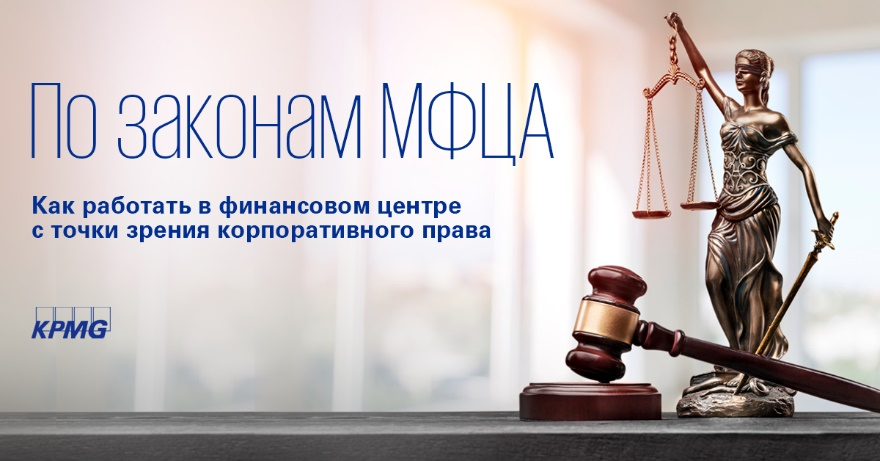 По законам МФЦА
Как работать в финансовом центре
с точки зрения корпоративного права
KPMG